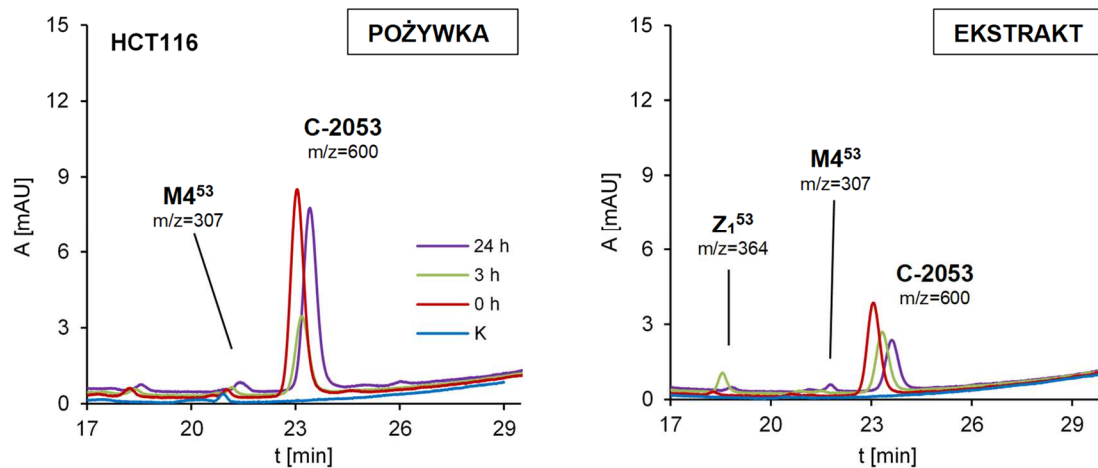 HCT116
POŻYWKA
C-2053
m/z=600
M4⁵³
m/z=307
24 h
3 h
0 h
K
A [mAU]
15
12
9
6
3
0
17
20
23
26
29
t [min]
EKSTRAKT
M4⁵³
m/z=307
Z₁⁵³
m/z=364
C-2053
m/z=600
A [mAU]
15
12
9
6
3
0
17
20
23
26
29
t [min]